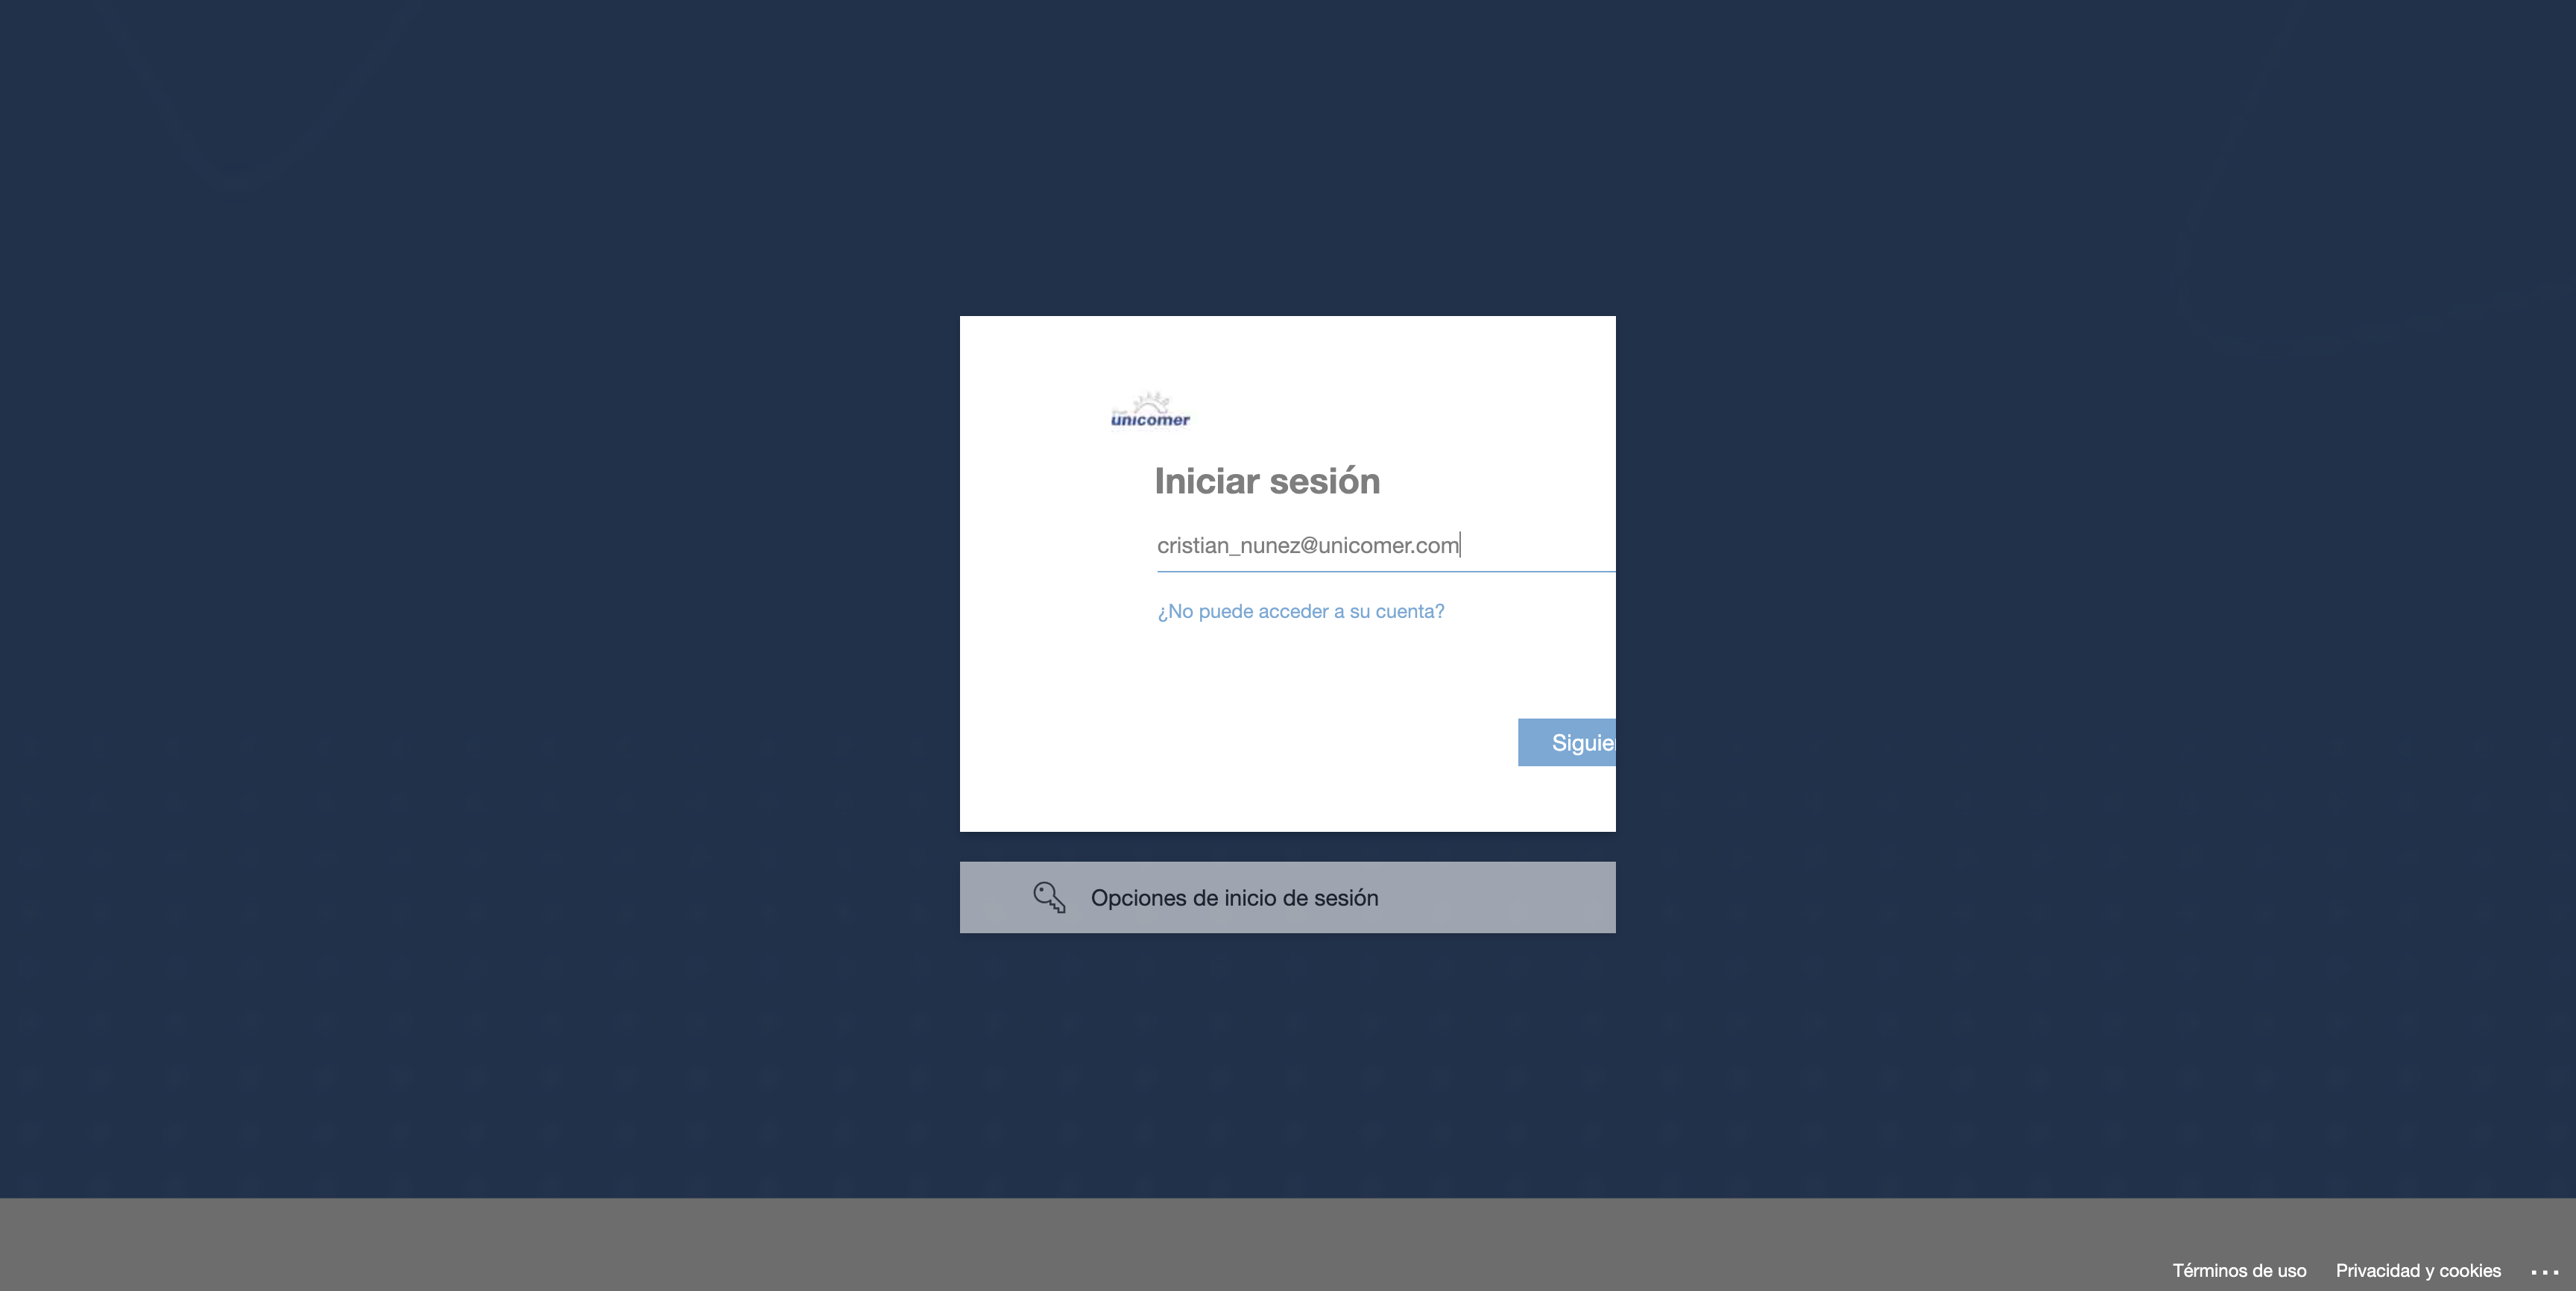 unicomer
Iniciar sesión
cristian_nunez@unicomer.com
¿No puede acceder a su cuenta?
Siguie
Opciones de inicio de sesión
Términos de uso Privacidad y cookies ...